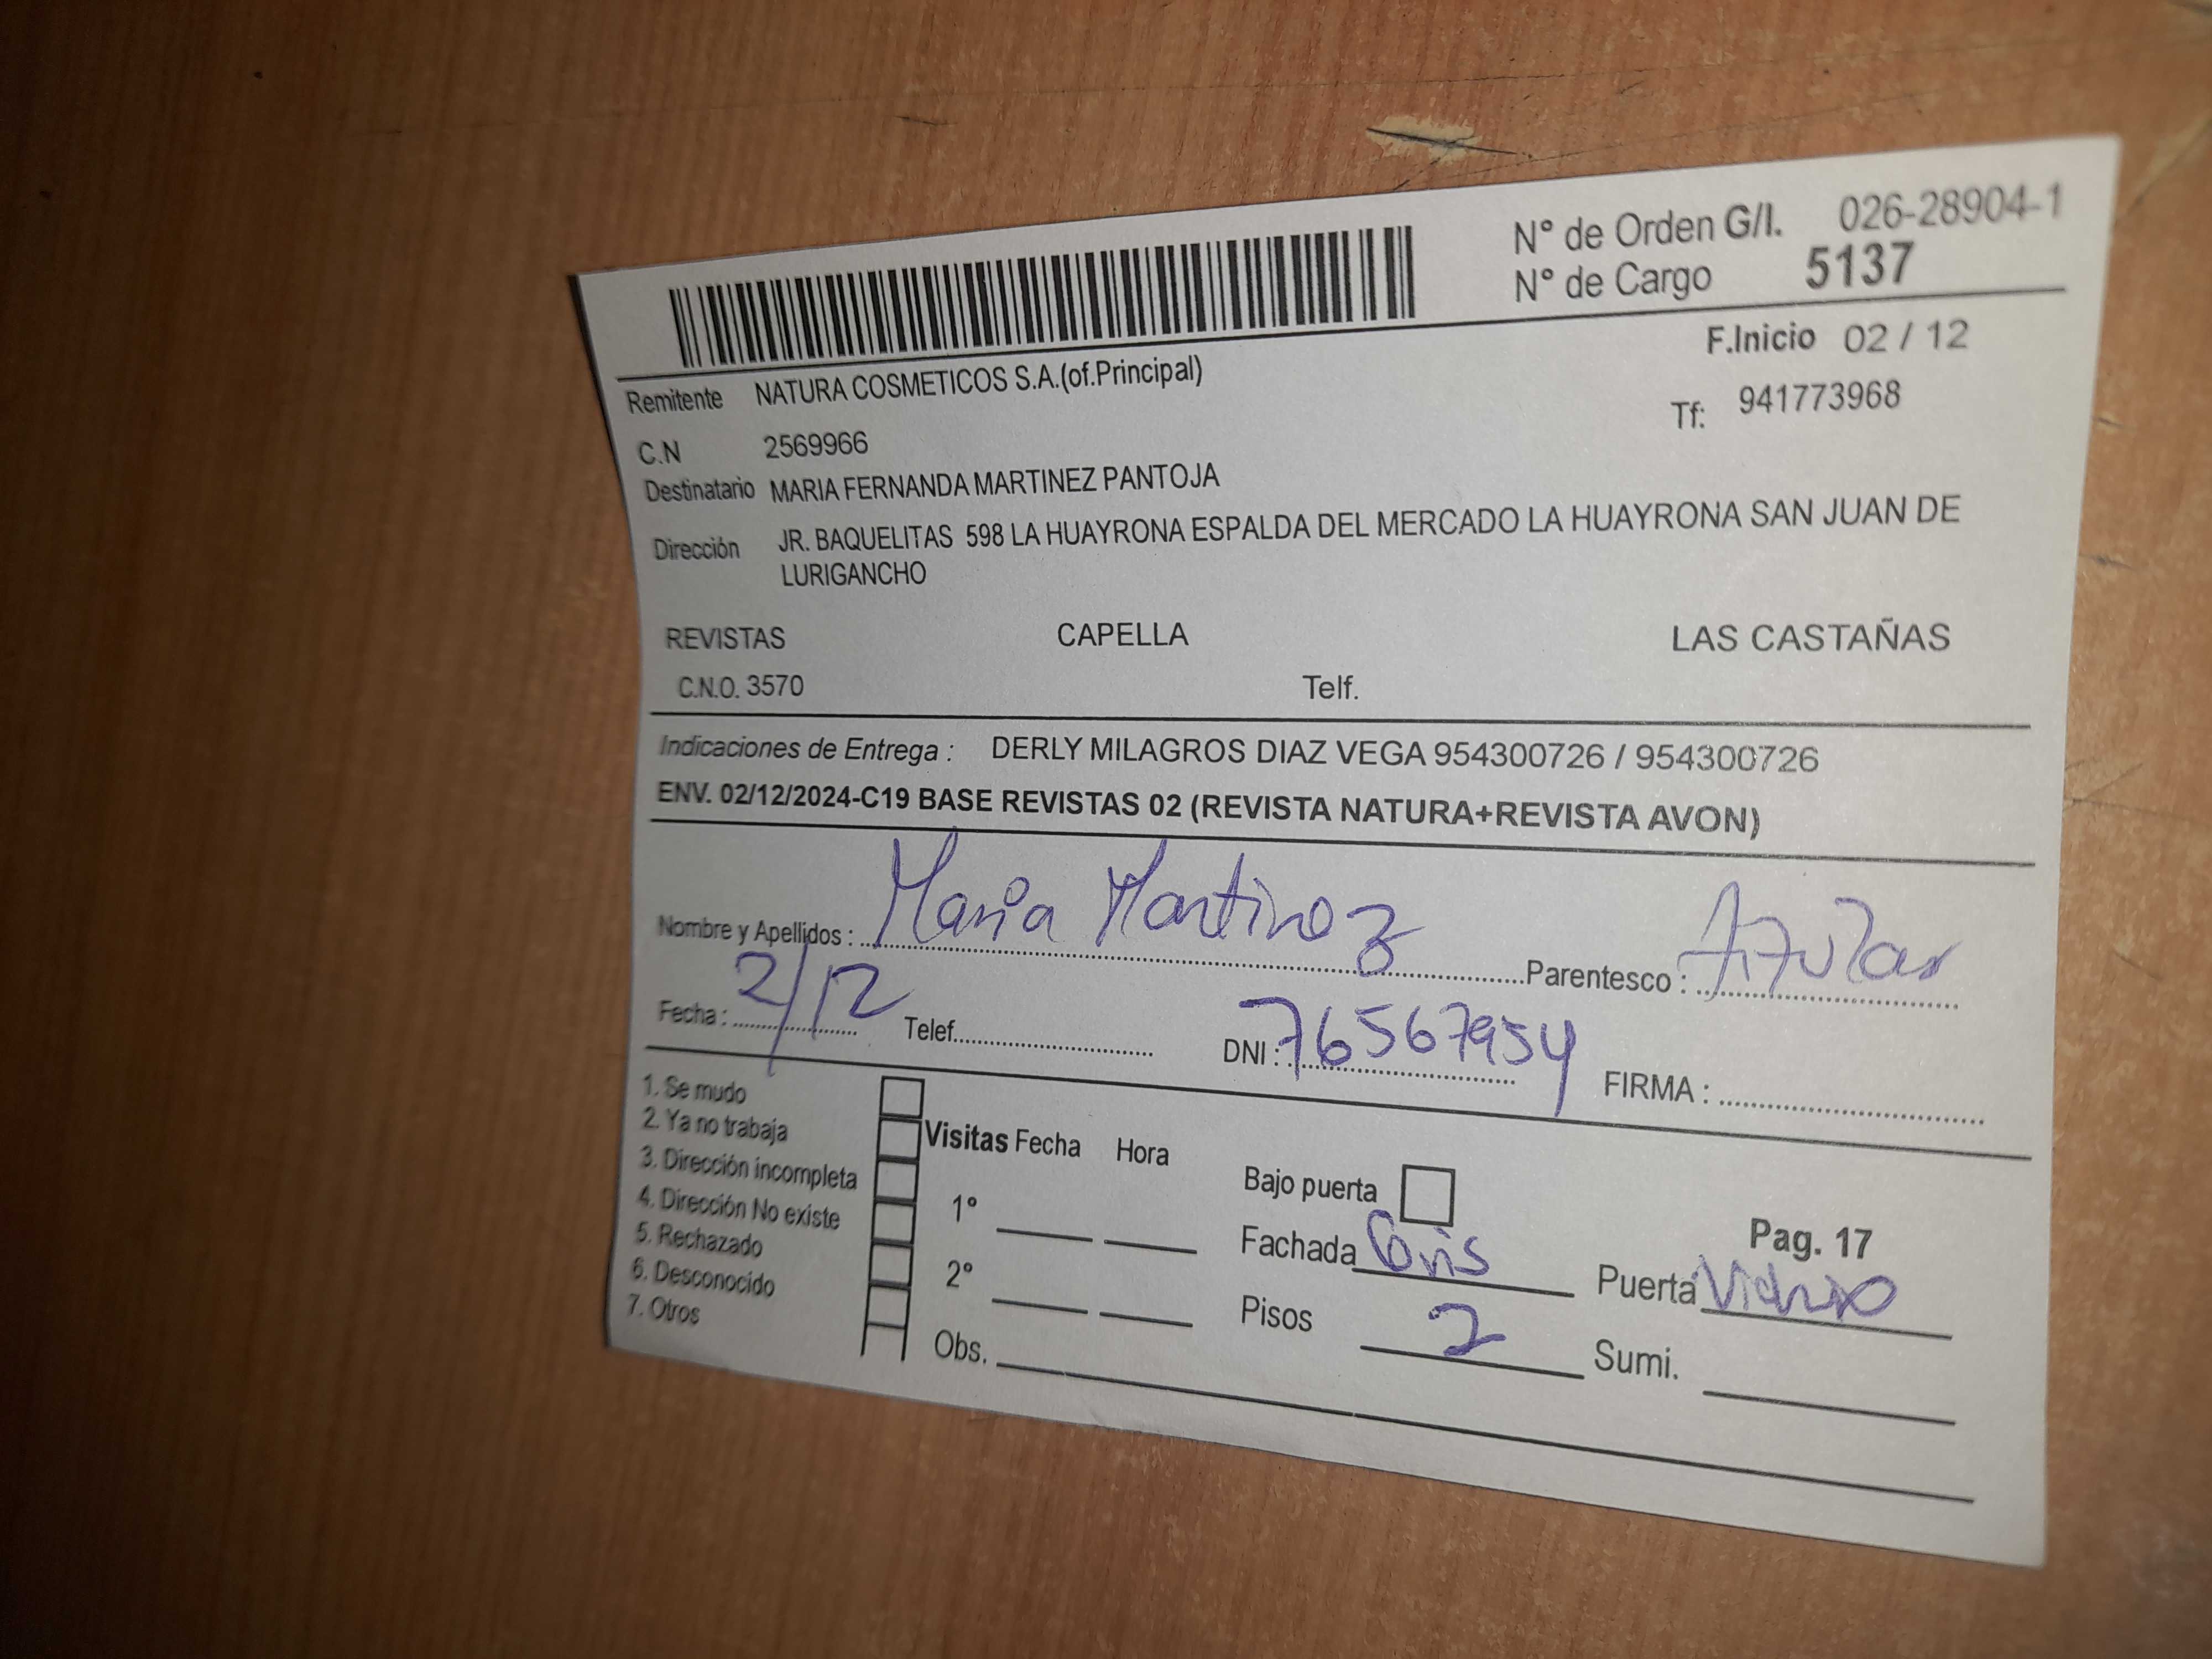 N° de Orden G/I. 026-28904-1
N° de Cargo 5137
F.Inicio 02 / 12
Remitente NATURA COSMETICOS S.A.(of.Principal)
Tf: 941773968
C.N 2569966
Destinatario MARIA FERNANDA MARTINEZ PANTOJA
Dirección JR. BAQUELITAS 598 LA HUAYRONA ESPALDA DEL MERCADO LA HUAYRONA SAN JUAN DE
LURIGANCHO
REVISTAS CAPELLA LAS CASTAÑAS
C.N.O. 3570 Telf.
Indicaciones de Entrega : DERLY MILAGROS DIAZ VEGA 954300726 / 954300726
ENV. 02/12/2024-C19 BASE REVISTAS 02 (REVISTA NATURA+REVISTA AVON)
Nombre y Apellidos : Maria Martinez Parentesco : Titular
Fecha : 2/12 Telef. DNI : 76567954 FIRMA :
1. Se mudo
2. Ya no trabaja
3. Dirección incompleta
4. Dirección No existe
5. Rechazado
6. Desconocido
7. Otros
Visitas Fecha Hora
1°
2°
Obs.
Bajo puerta
Pag. 17
Fachada Gris Puerta Vidrio
Pisos 2 Sumi.